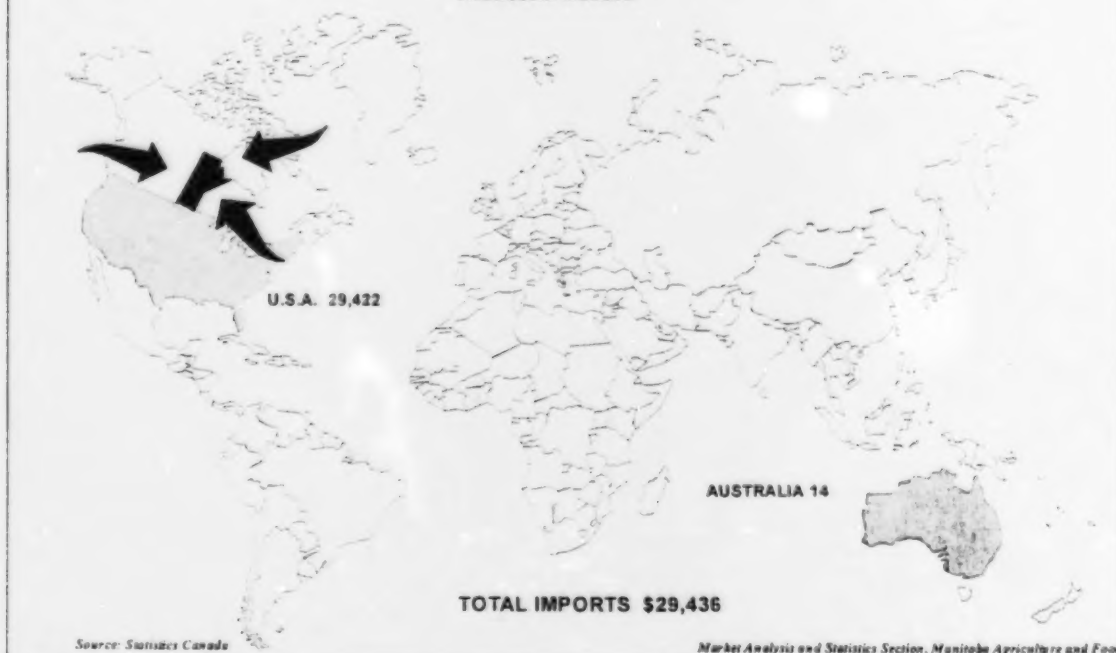 U.S.A. 29,422
AUSTRALIA 14
TOTAL IMPORTS $29,436
Source: Statistics Canada
Market Analysis and Statistics Section, Manitoba Agriculture and Foo